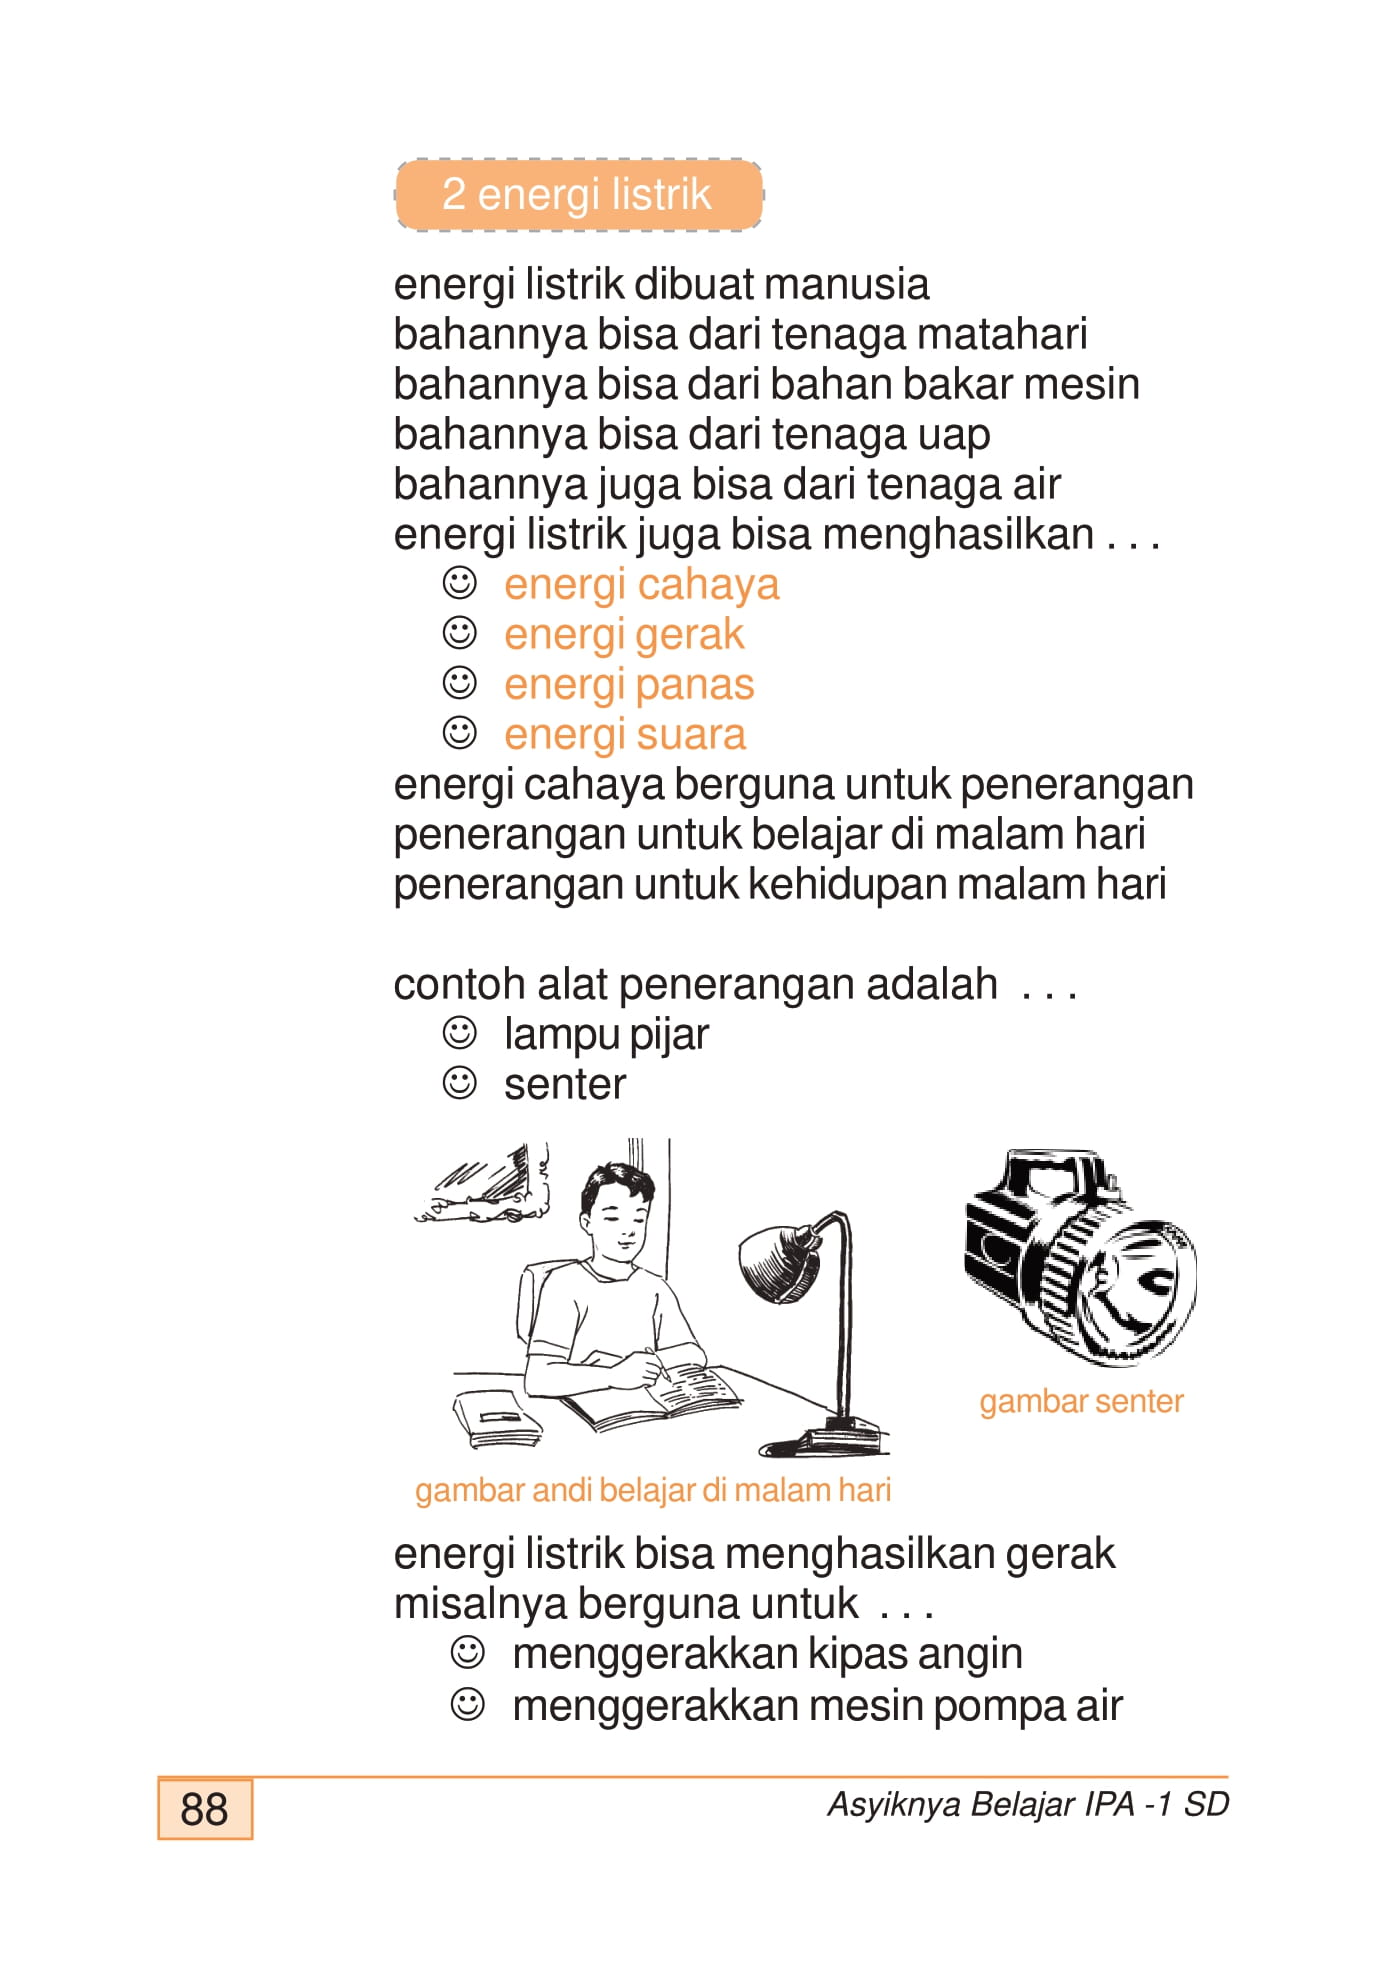 2 energi listrik
energi listrik dibuat manusia
bahannya bisa dari tenaga matahari
bahannya bisa dari bahan bakar mesin
bahannya bisa dari tenaga uap
bahannya juga bisa dari tenaga air
energi listrik juga bisa menghasilkan . . .
☺ energi cahaya
☺ energi gerak
☺ energi panas
☺ energi suara
energi cahaya berguna untuk penerangan
penerangan untuk belajar di malam hari
penerangan untuk kehidupan malam hari
contoh alat penerangan adalah . . .
☺ lampu pijar
☺ senter
gambar senter
gambar andi belajar di malam hari
energi listrik bisa menghasilkan gerak
misalnya berguna untuk . . .
☺ menggerakkan kipas angin
☺ menggerakkan mesin pompa air
88
Asyiknya Belajar IPA -1 SD